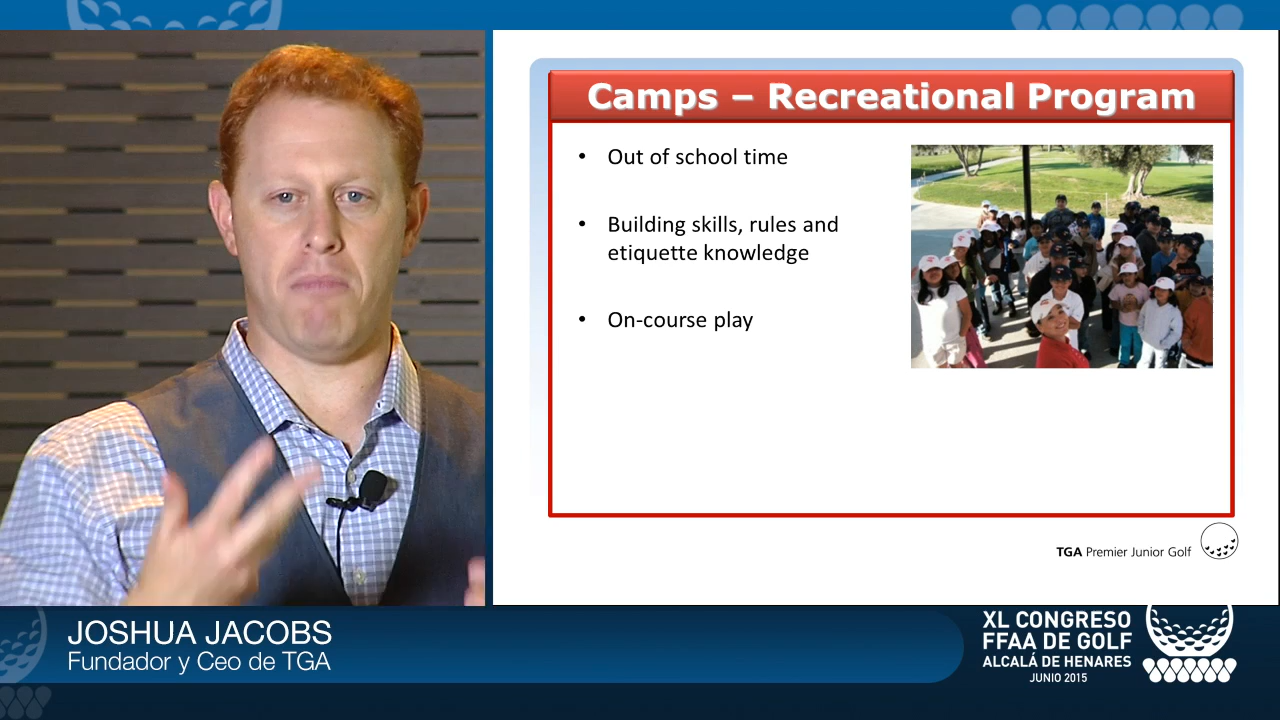 Camps – Recreational Program
• Out of school time
• Building skills, rules and
etiquette knowledge
• On-course play
TGA Premier Junior Golf
JOSHUA JACOBS
Fundador y Ceo de TGA
XL CONGRESO
FFAA DE GOLF
ALCALÁ DE HENARES
JUNIO 2015